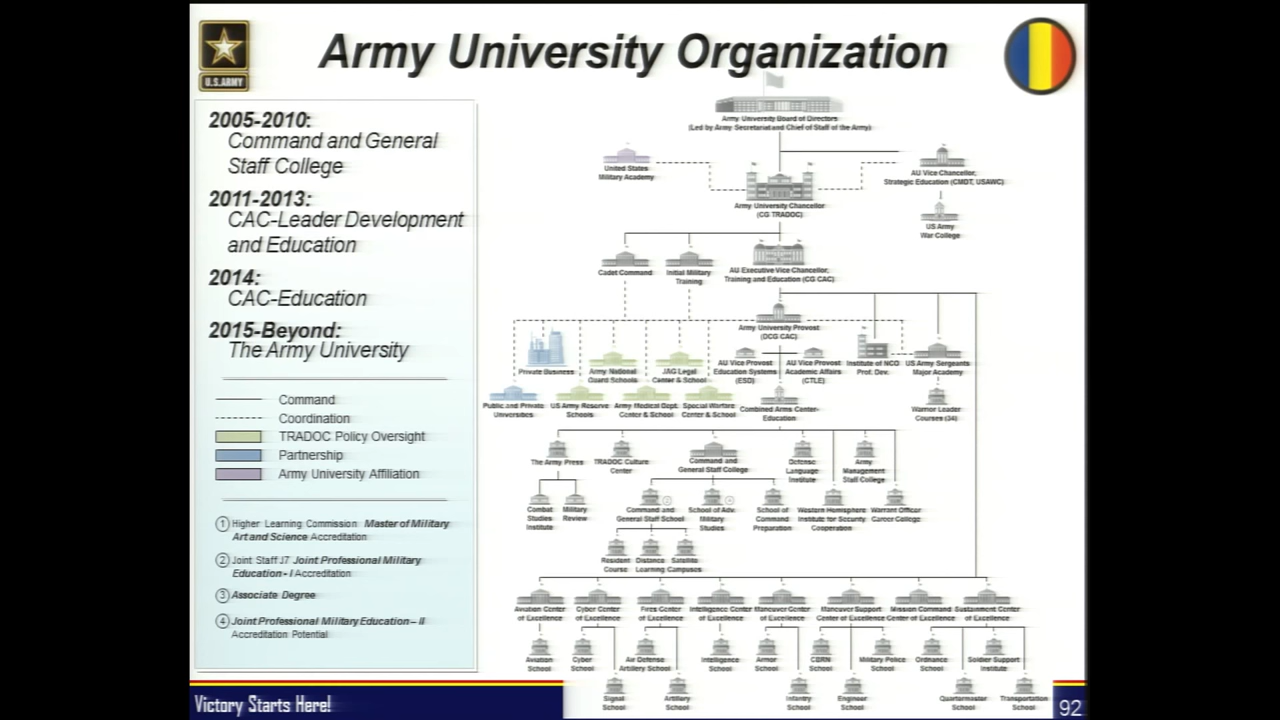 U.S.ARMY
Army University Organization
2005-2010:
Command and General
Staff College
2011-2013:
CAC-Leader Development
and Education
2014:
CAC-Education
2015-Beyond:
The Army University
Command
Coordination
TRADOC Policy Oversight
Partnership
Army University Affiliation
1 Higher Learning Commission Master of Military
Art and Science Accreditation
2 Joint Staff J7 Joint Professional Military
Education - I Accreditation
3 Associate Degree
4 Joint Professional Military Education – II
Accreditation Potential
Army University Board of Directors
(Led by Army Secretariat and Chief of Staff of the Army)
United States
Military Academy
AU Vice Chancellor,
Strategic Education (CMDT, USAWC)
Army University Chancellor
(CG TRADOC)
US Army
War College
Cadet Command
Initial Military
Training
AU Executive Vice Chancellor,
Training and Education (CG CAC)
Army University Provost
(DCG CAC)
Private Business
Army National
Guard Schools
JAG Legal
Center & School
AU Vice Provost
Education Systems
(ESD)
AU Vice Provost
Academic Affairs
(CTLE)
Institute of NCO
Prof. Dev.
US Army Sergeants
Major Academy
Public and Private
Universities
US Army Reserve
Schools
Army Medical Dept.
Center & School
Special Warfare
Center & School
Combined Arms Center-
Education
Warrior Leader
Courses (34)
The Army Press
TRADOC Culture
Center
Command and
General Staff College
Defense
Language
Institute
Army
Management
Staff College
Combat
Studies
Institute
Military
Review
Command and
General Staff School
School of Adv.
Military
Studies
School of
Command
Preparation
Western Hemisphere
Institute for Security
Cooperation
Warrant Officer
Career College
Resident
Course
Distance
Learning
Satellite
Campuses
Aviation Center
of Excellence
Cyber Center
of Excellence
Fires Center
of Excellence
Intelligence Center
of Excellence
Maneuver Center
of Excellence
Maneuver Support
Center of Excellence
Mission Command
Center of Excellence
Sustainment Center
of Excellence
Aviation
School
Cyber
School
Air Defense
Artillery School
Intelligence
School
Armor
School
CBRN
School
Military Police
School
Ordnance
School
Soldier Support
Institute
Signal
School
Artillery
School
Infantry
School
Engineer
School
Quartermaster
School
Transportation
School
Victory Starts Here!
92